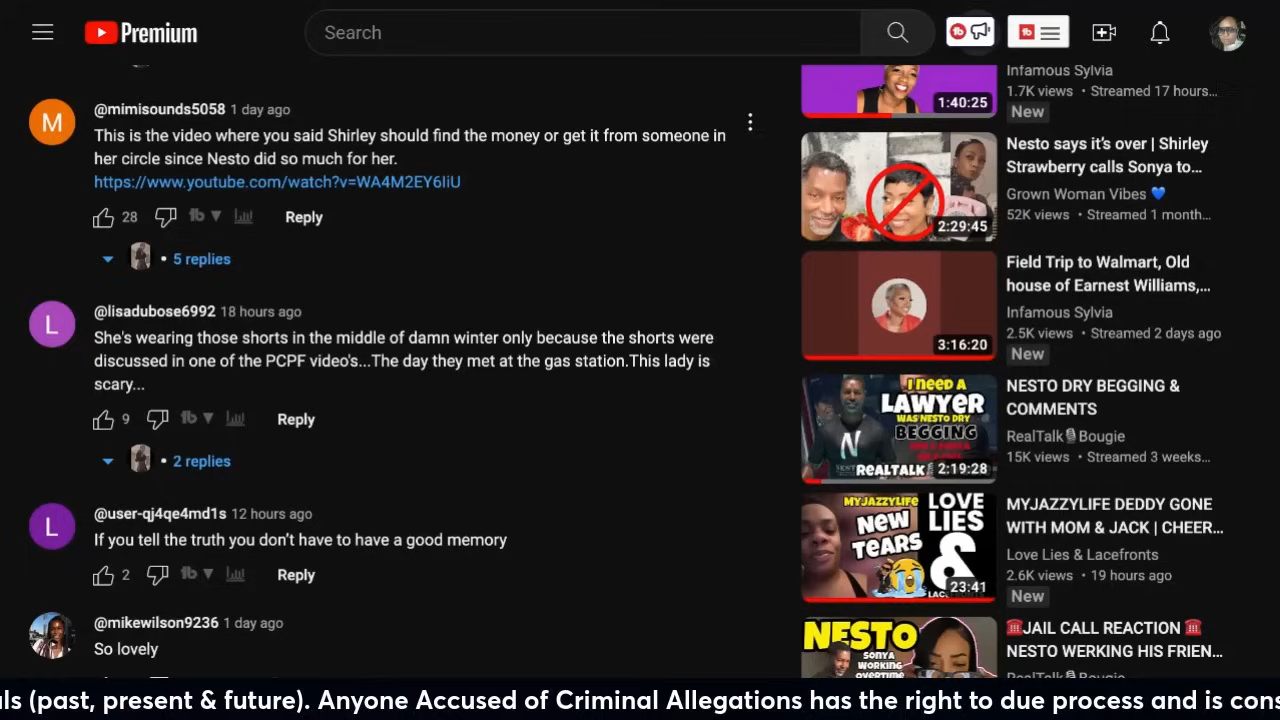 Premium
Search
@mimisounds5058 1 day ago
This is the video where you said Shirley should find the money or get it from someone in
her circle since Nesto did so much for her.
https://www.youtube.com/watch?v=WA4M2EY6IiU
28 Reply
• 5 replies
@lisadubose6992 18 hours ago
She's wearing those shorts in the middle of damn winter only because the shorts were
discussed in one of the PCPF video's...The day they met at the gas station.This lady is
scary...
9 Reply
• 2 replies
If you tell the truth you don't have to have a good memory
12 hours ago
2 Reply
@mikewilson9236 1 day ago
So lovely
1:40:25
Infamous Sylvia
1.7K views • Streamed 17 hours...
New
2:29:45
Nesto says it's over | Shirley
Strawberry calls Sonya to...
Grown Woman Vibes 💙
52K views • Streamed 1 month...
3:16:20
Field Trip to Walmart, Old
house of Earnest Williams,...
Infamous Sylvia
2.5K views • Streamed 2 days ago
New
I NEED A
LAWYER
WAS NESTO DRY
BEGGING
REALTALK
2:19:28
NESTO DRY BEGGING &
COMMENTS
RealTalk🎙Bougie
15K views • Streamed 3 weeks...
MYJAZZYLIFE
NEW
TEARS
LOVE
LIES
&
23:41
MYJAZZYLIFE DEDDY GONE
WITH MOM & JACK | CHEER...
Love Lies & Lacefronts
2.6K views • 19 hours ago
New
NESTO
SONYA
WORKING
OVERTIME
☎️JAIL CALL REACTION ☎️
NESTO WERKING HIS FRIEN...
RealTalk🎙Bougie
als (past, present & future). Anyone Accused of Criminal Allegations has the right to due process and is cons